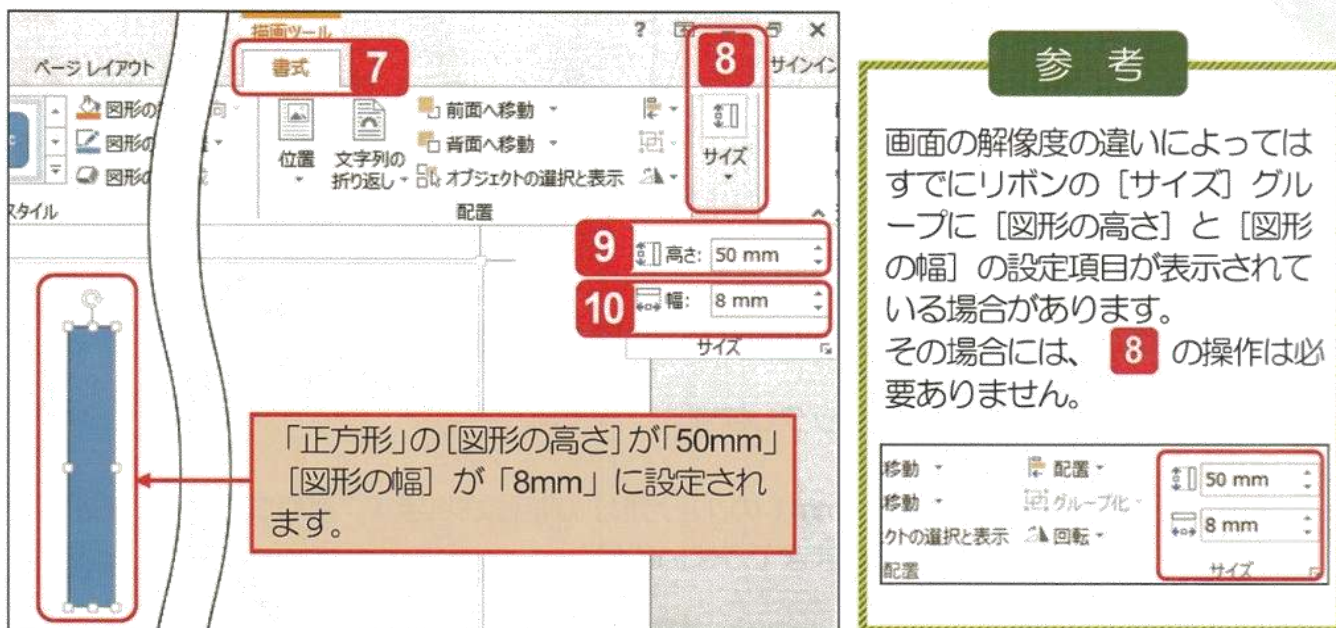 描画ツール
?
ページ レイアウト
書式
7
8
サインイン
図形の
図形の
図形の
スタイル
位置
文字列の
折り返し
前面へ移動
背面へ移動
オブジェクトの選択と表示
配置
サイズ
9
高さ:
50 mm
10
幅:
8 mm
サイズ
「正方形」の[図形の高さ]が「50mm」
[図形の幅] が「8mm」に設定され
ます。
参 考
画面の解像度の違いによっては
すでにリボンの [サイズ] グル
ープに [図形の高さ] と [図形
の幅] の設定項目が表示されて
いる場合があります。
その場合には、 8 の操作は必
要ありません。
移動
配置
50 mm
移動
グループ化
8 mm
クトの選択と表示
回転
配置
サイズ